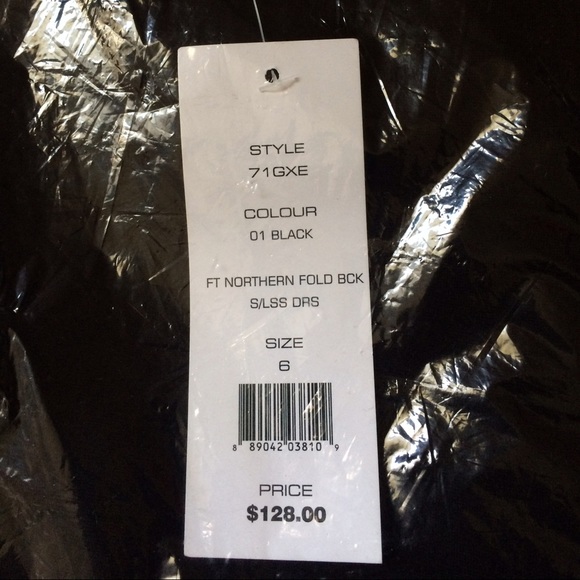 STYLE
71GXE
COLOUR
01 BLACK
FT NORTHERN FOLD BCK
S/LSS DRS
SIZE
6
8 89042 03810 9
PRICE
$128.00